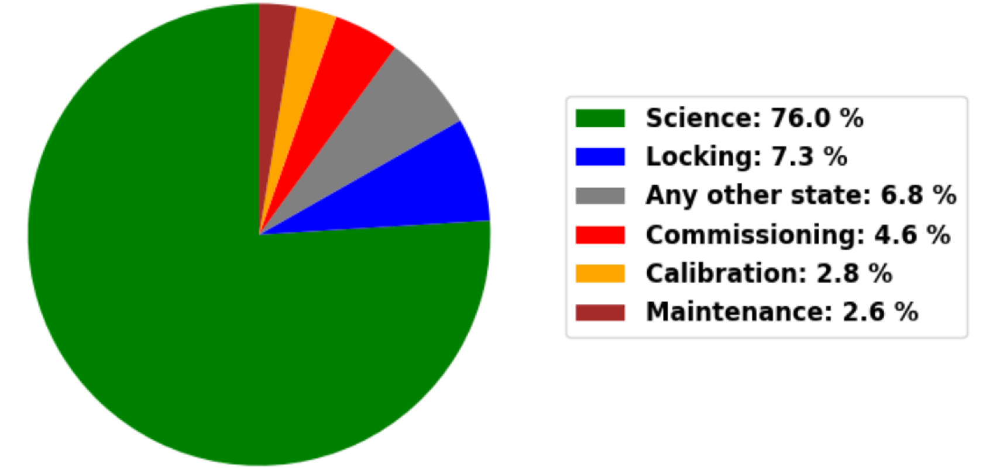 Science: 76.0 %
Locking: 7.3 %
Any other state: 6.8 %
Commissioning: 4.6 %
Calibration: 2.8 %
Maintenance: 2.6 %